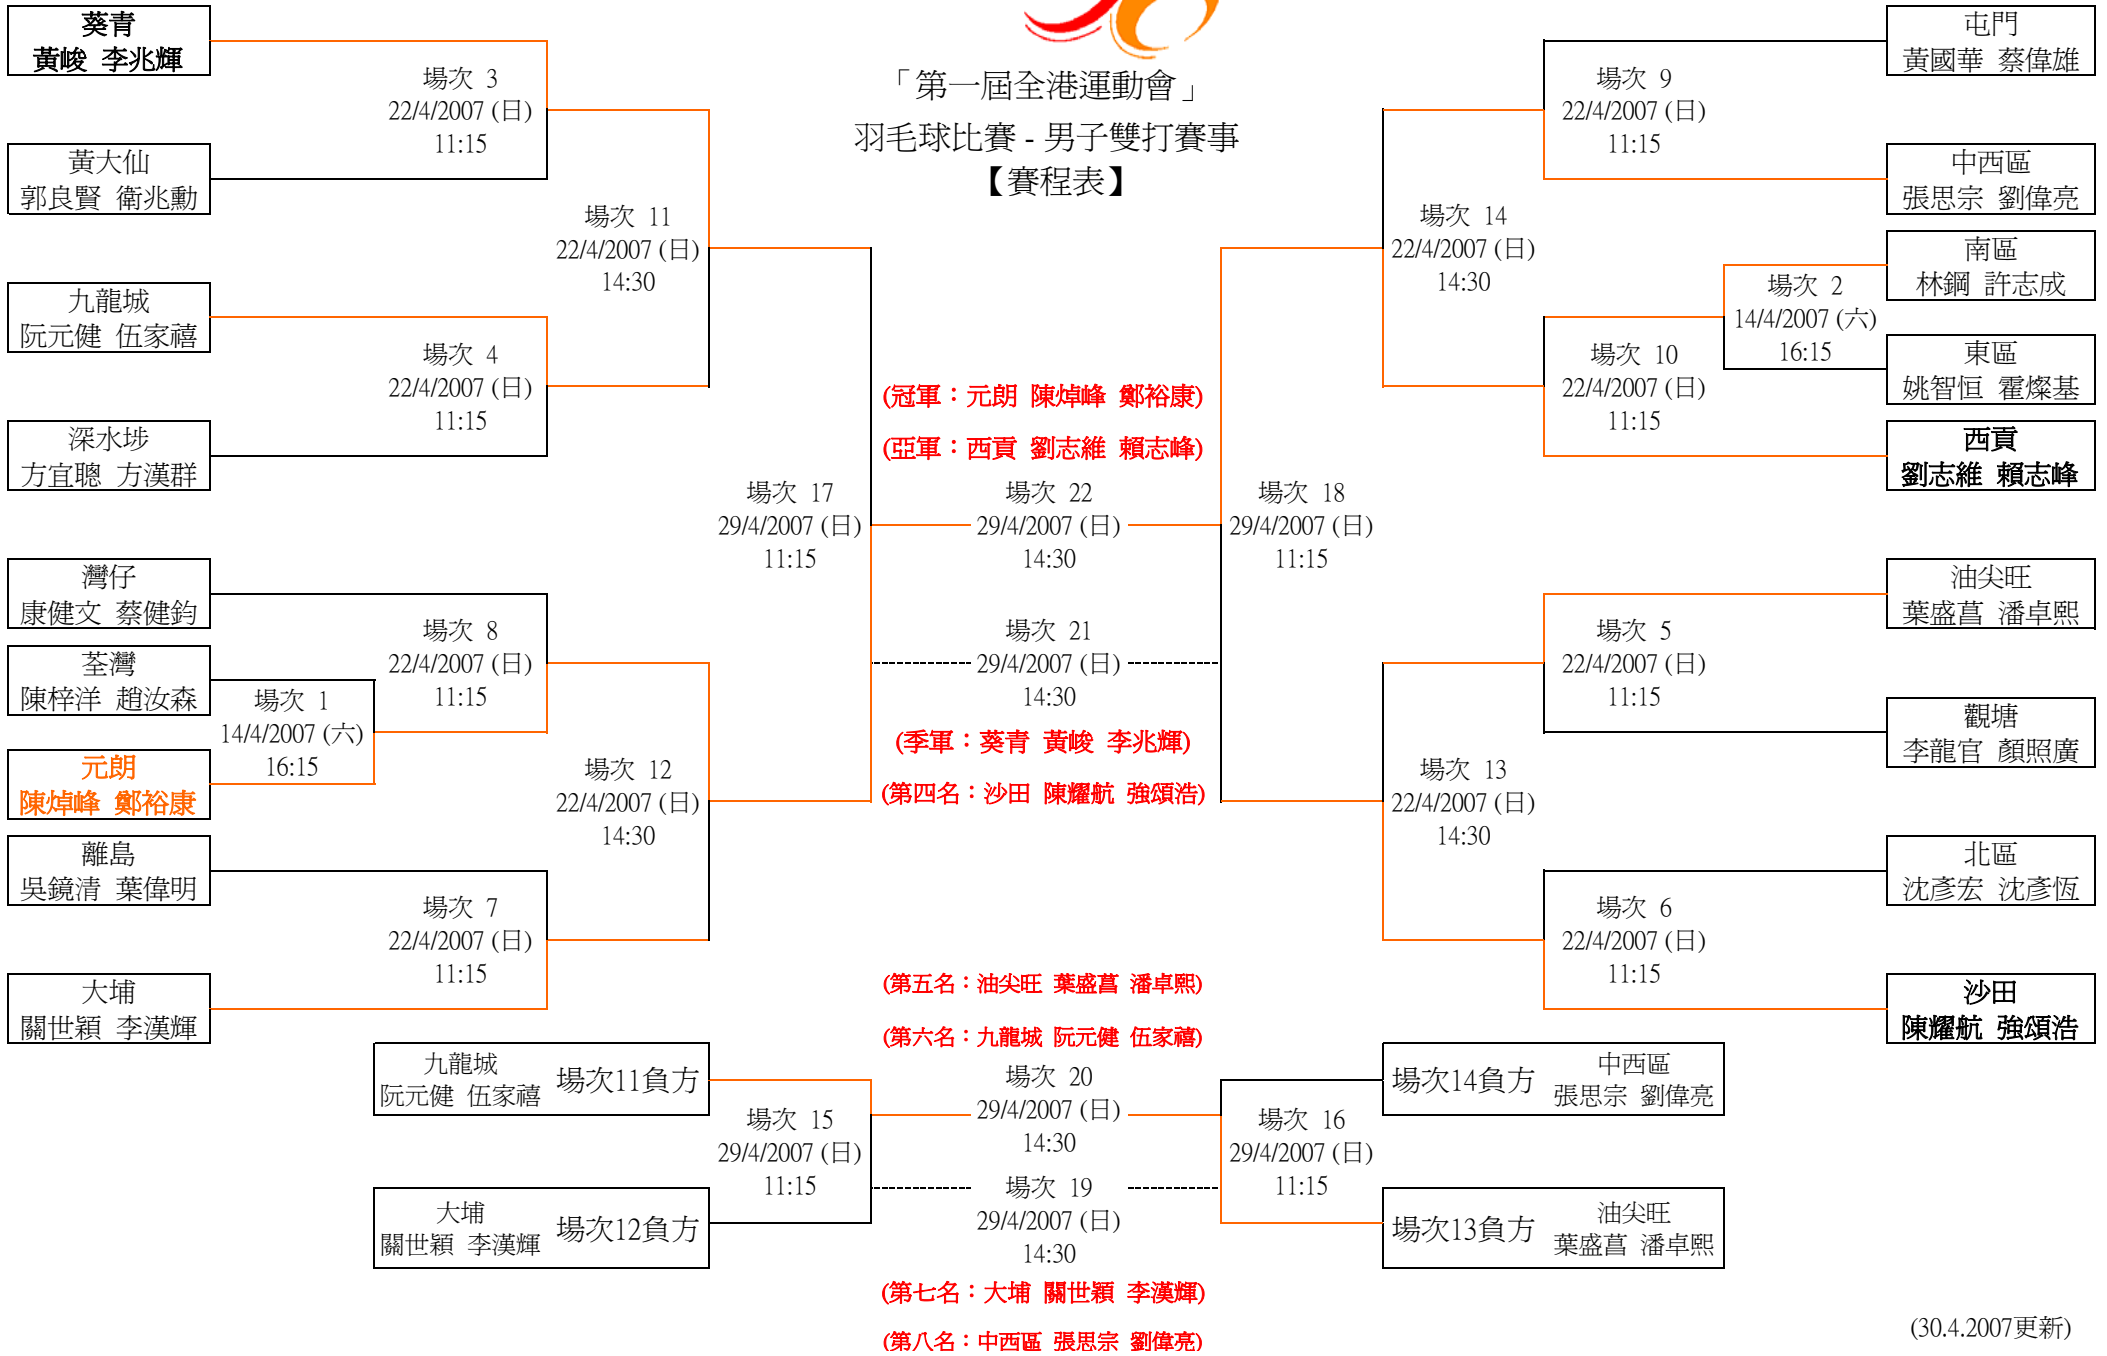 「第一屆全港運動會」
羽毛球比賽 - 男子雙打賽事
【賽程表】
葵青
黃峻 李兆輝
黃大仙
郭良賢 衛兆勳
九龍城
阮元健 伍家禧
深水埗
方宜聰 方漢群
灣仔
康健文 蔡健鈞
荃灣
陳梓洋 趙汝森
元朗
陳焯峰 鄭裕康
離島
吳鏡清 葉偉明
大埔
關世穎 李漢輝
場次 1
14/4/2007 (六)
16:15
場次 3
22/4/2007 (日)
11:15
場次 4
22/4/2007 (日)
11:15
場次 8
22/4/2007 (日)
11:15
場次 7
22/4/2007 (日)
11:15
場次 11
22/4/2007 (日)
14:30
場次 12
22/4/2007 (日)
14:30
場次 17
29/4/2007 (日)
11:15
(冠軍：元朗 陳焯峰 鄭裕康)
(亞軍：西貢 劉志維 賴志峰)
場次 22
29/4/2007 (日)
14:30
場次 21
29/4/2007 (日)
14:30
(季軍：葵青 黃峻 李兆輝)
(第四名：沙田 陳耀航 強頌浩)
場次 18
29/4/2007 (日)
11:15
場次 14
22/4/2007 (日)
14:30
場次 13
22/4/2007 (日)
14:30
場次 9
22/4/2007 (日)
11:15
場次 10
22/4/2007 (日)
11:15
場次 2
14/4/2007 (六)
16:15
場次 5
22/4/2007 (日)
11:15
場次 6
22/4/2007 (日)
11:15
屯門
黃國華 蔡偉雄
中西區
張思宗 劉偉亮
南區
林鋼 許志成
東區
姚智恒 霍燦基
西貢
劉志維 賴志峰
油尖旺
葉盛菖 潘卓熙
觀塘
李龍官 顏照廣
北區
沈彥宏 沈彥恆
沙田
陳耀航 強頌浩
(第五名：油尖旺 葉盛菖 潘卓熙)
(第六名：九龍城 阮元健 伍家禧)
九龍城
阮元健 伍家禧
場次11負方
大埔
關世穎 李漢輝
場次12負方
場次 15
29/4/2007 (日)
11:15
場次 20
29/4/2007 (日)
14:30
場次 19
29/4/2007 (日)
14:30
場次 16
29/4/2007 (日)
11:15
場次14負方
中西區
張思宗 劉偉亮
場次13負方
油尖旺
葉盛菖 潘卓熙
(第七名：大埔 關世穎 李漢輝)
(第八名：中西區 張思宗 劉偉亮)
(30.4.2007更新)